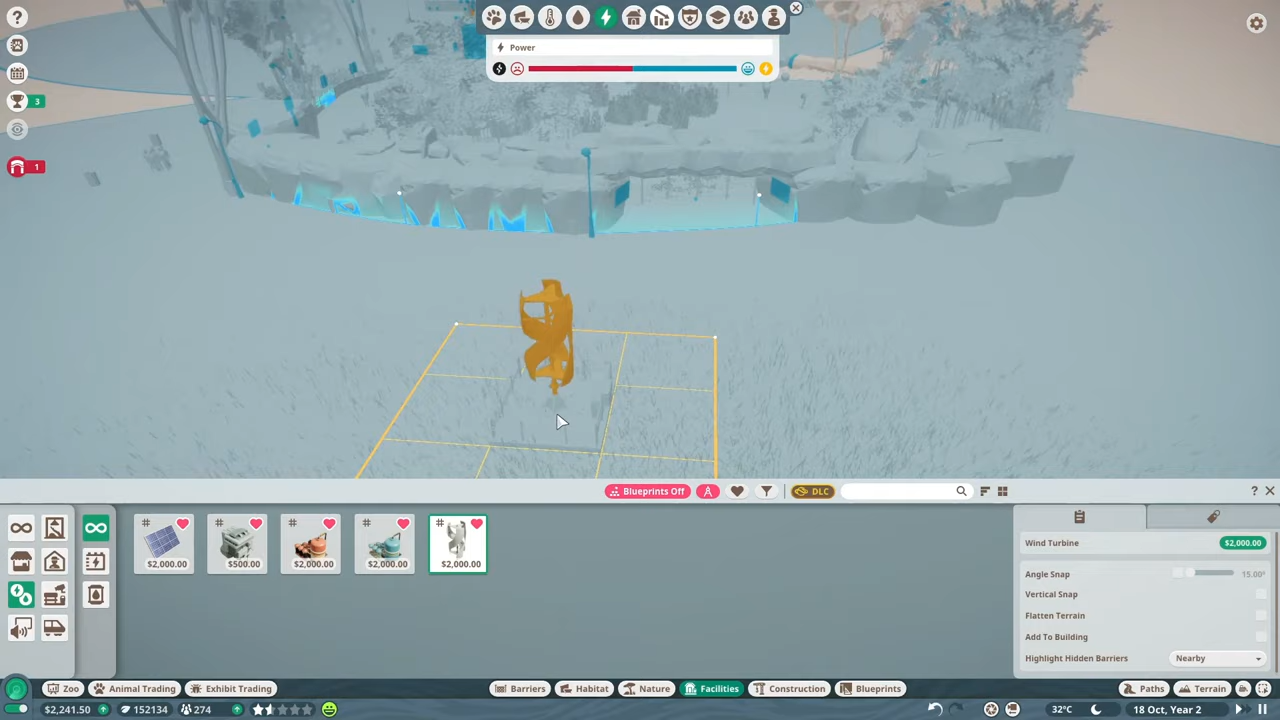 ?
3
1
Power
Blueprints Off
DLC
?
$2,000.00
$500.00
$2,000.00
$2,000.00
$2,000.00
Wind Turbine
$2,000.00
Angle Snap
15.00°
Vertical Snap
Flatten Terrain
Add To Building
Highlight Hidden Barriers
Nearby
Zoo
Animal Trading
Exhibit Trading
Barriers
Habitat
Nature
Facilities
Construction
Blueprints
Paths
Terrain
$2,241.50
152134
274
32°C
18 Oct, Year 2